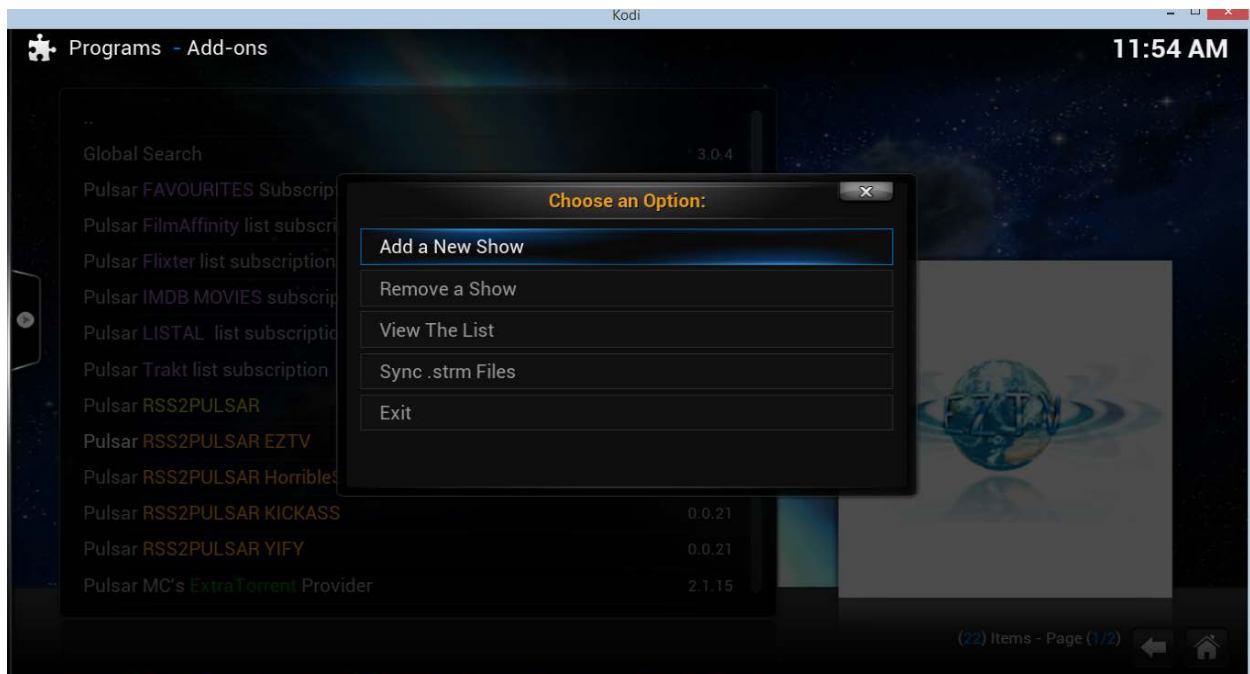 Kodi
Programs - Add-ons
11:54 AM
..
Global Search 3.0.4
Pulsar FAVOURITES Subscrip
Pulsar FilmAffinity list subscri
Pulsar Flixter list subscription
Pulsar IMDB MOVIES subscrip
Pulsar LISTAL list subscriptio
Pulsar Trakt list subscription
Pulsar RSS2PULSAR
Pulsar RSS2PULSAR EZTV
Pulsar RSS2PULSAR HorribleS
Pulsar RSS2PULSAR KICKASS 0.0.21
Pulsar RSS2PULSAR YIFY 0.0.21
Pulsar MC's ExtraTorrent Provider 2.1.15
Choose an Option:
Add a New Show
Remove a Show
View The List
Sync .strm Files
Exit
EZTV
(22) Items - Page (1/2)